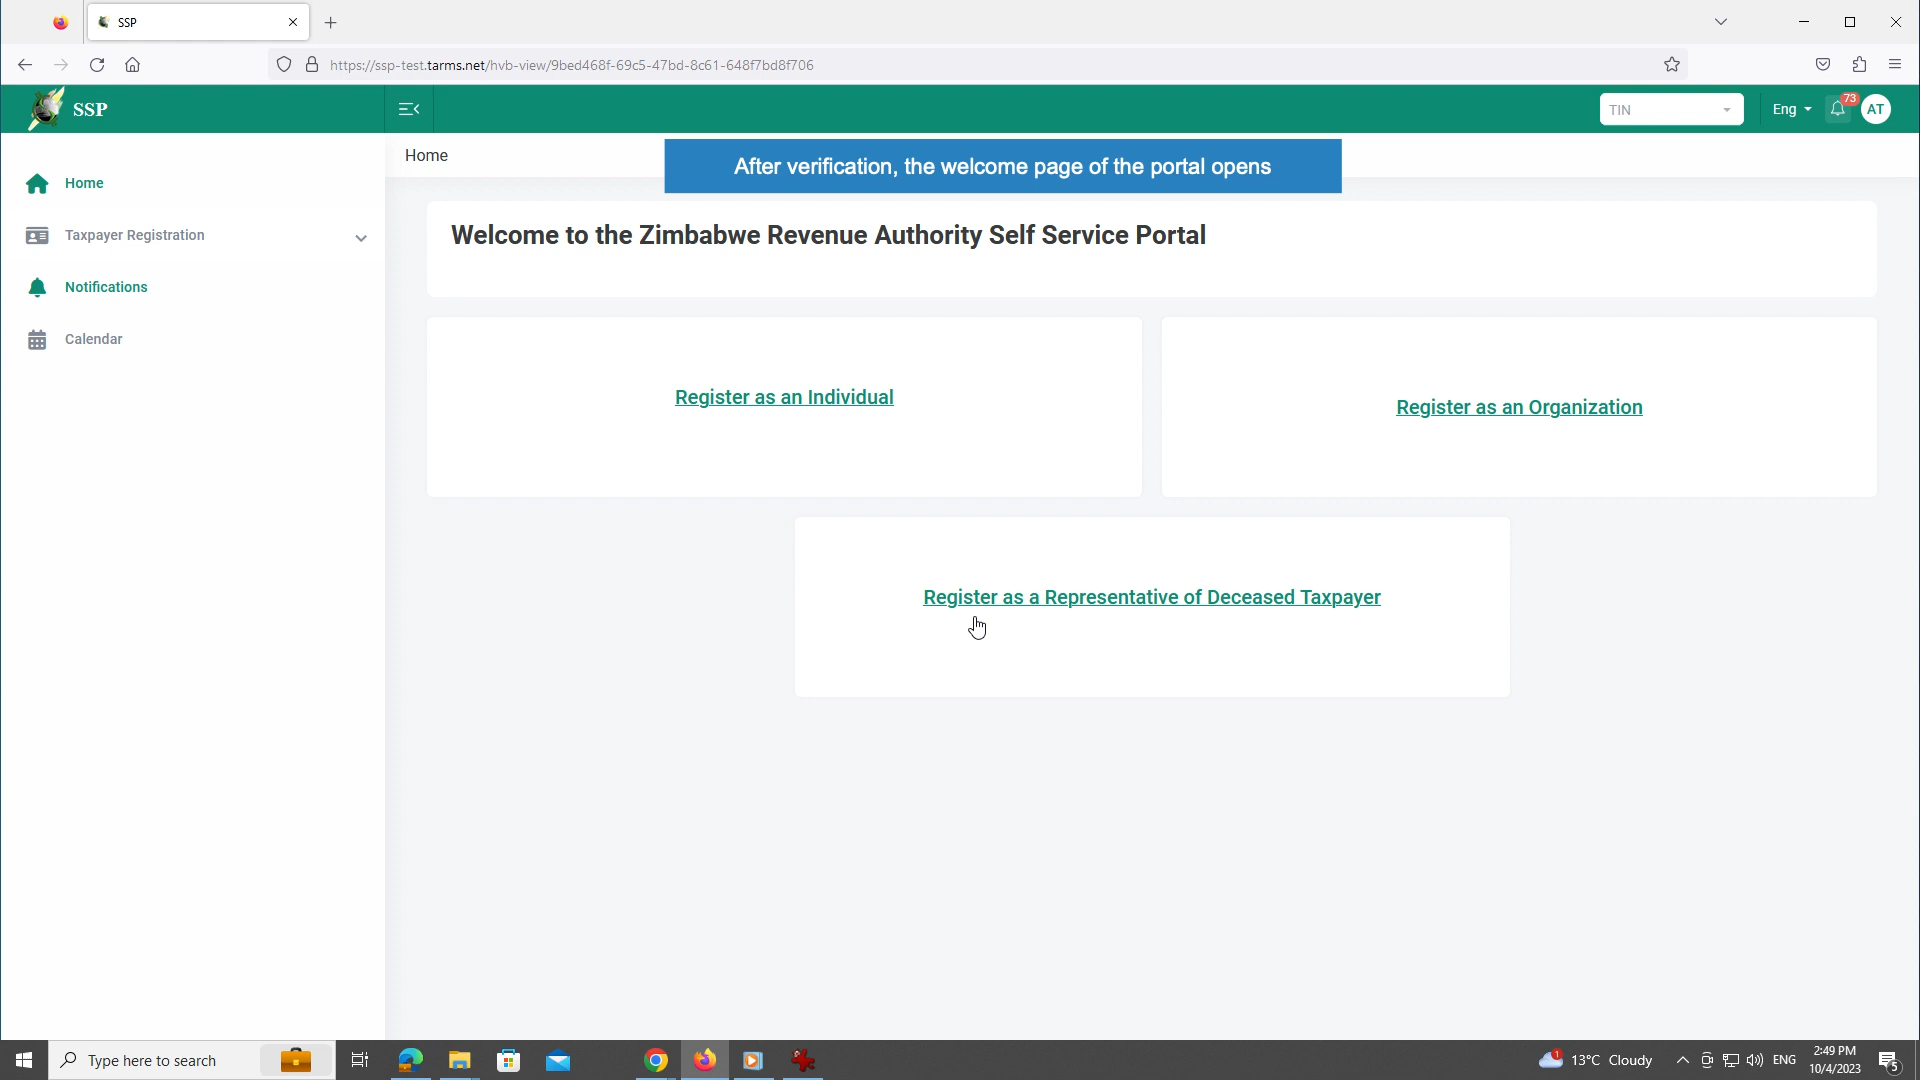 SSP
https://ssp-test.tarms.net/hvb-view/9bed468f-69c5-47bd-8c61-648f7bd8f706
SSP
TIN
Eng
73
AT
Home
After verification, the welcome page of the portal opens
Home
Taxpayer Registration
Notifications
Calendar
Welcome to the Zimbabwe Revenue Authority Self Service Portal
Register as an Individual
Register as an Organization
Register as a Representative of Deceased Taxpayer
Type here to search
1
13°C Cloudy
ENG
2:49 PM
10/4/2023
5